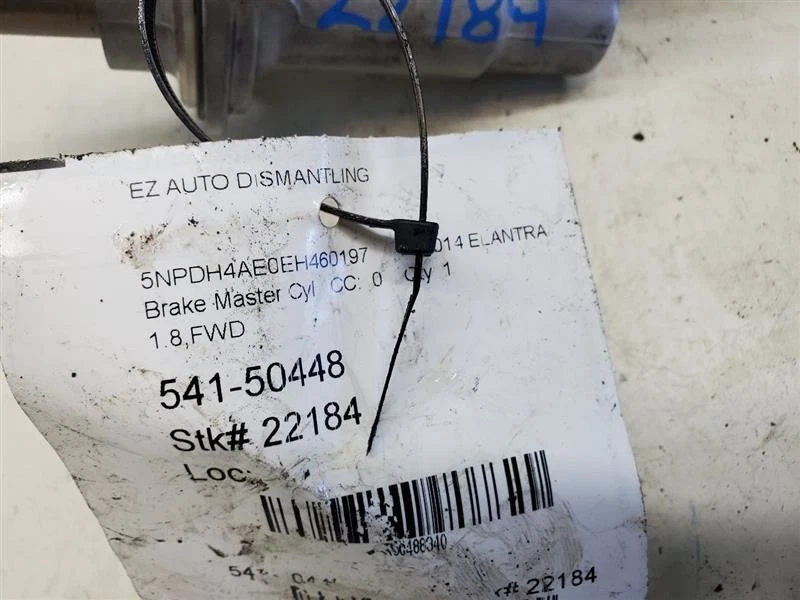 22184
EZ AUTO DISMANTLING
5NPDH4AE0EH460197 014 ELANTRA
Brake Master Cyl CC: 0 Qty 1
1.8,FWD
541-50448
Stk# 22184
Loc:
22184